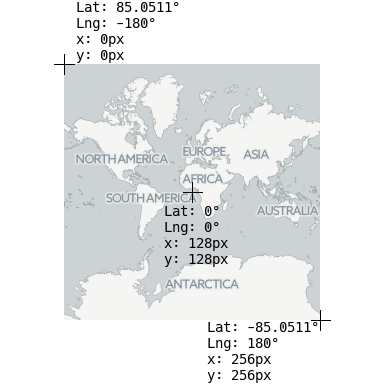 Lat: 85.0511°
Lng: -180°
x: 0px
y: 0px
EUROPE
NORTH AMERICA
ASIA
AFRICA
SOUTH AMERICA
Lat: 0°
AUSTRALIA
Lng: 0°
x: 128px
y: 128px
ANTARCTICA
Lat: -85.0511°
Lng: 180°
x: 256px
y: 256px